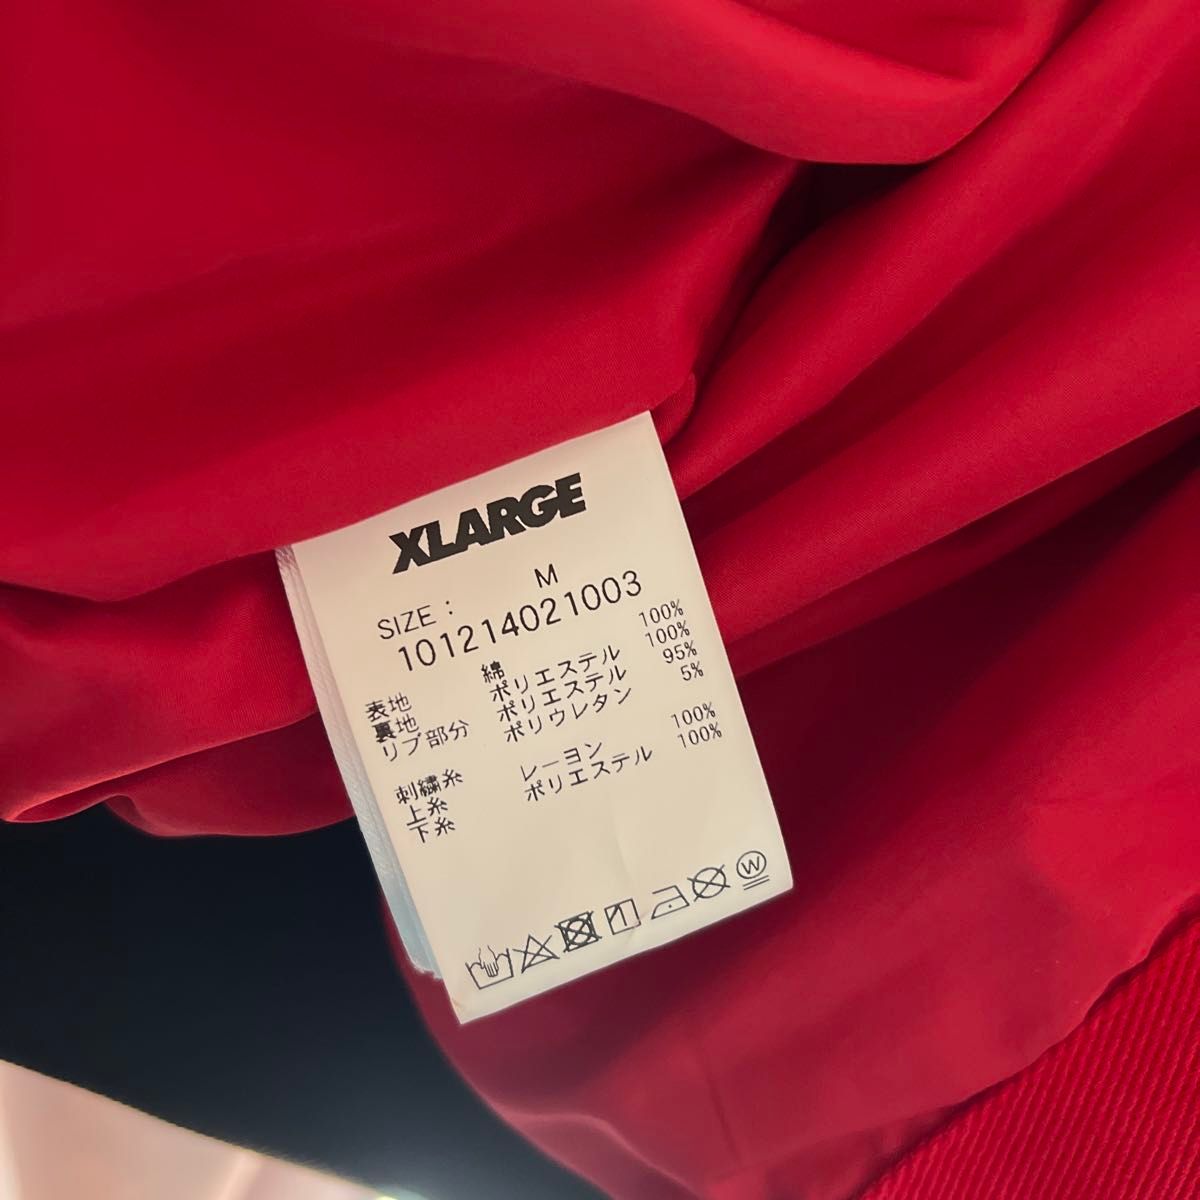 XLARGE
SIZE : M
101214021003
表地 綿 100%
裏地 ポリエステル 100%
リブ部分 ポリエステル 95%
ポリウレタン 5%
刺繍糸
上糸 レーヨン 100%
下糸 ポリエステル 100%
W